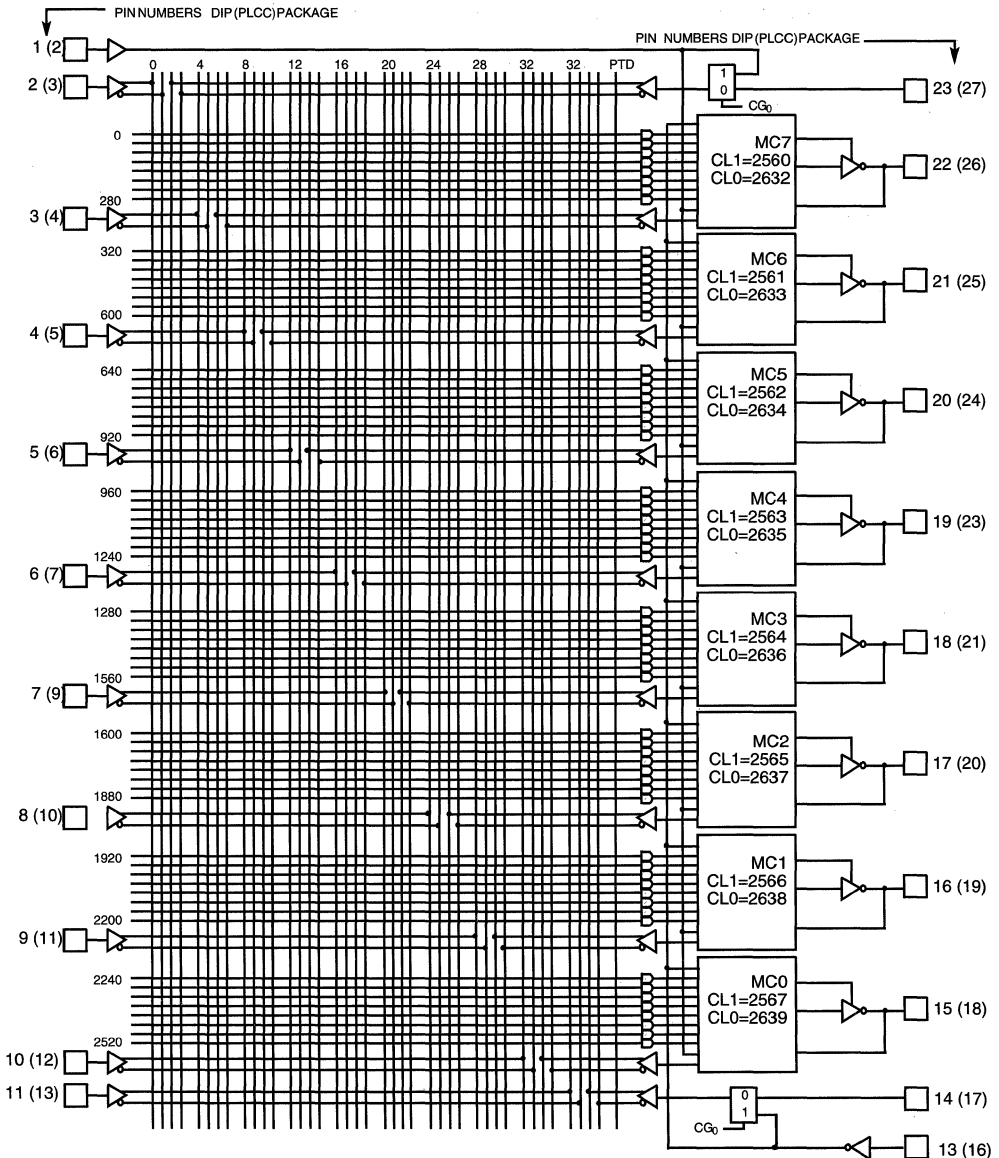 PIN NUMBERS DIP (PLCC) PACKAGE
1 (2)
PIN NUMBERS DIP (PLCC) PACKAGE
0 4 8 12 16 20 24 28 32 32 PTD
2 (3)
1
0
23 (27)
CG0
0
MC7
CL1=2560
CL0=2632
22 (26)
280
3 (4)
320
MC6
CL1=2561
CL0=2633
21 (25)
600
4 (5)
640
MC5
CL1=2562
CL0=2634
20 (24)
920
5 (6)
960
MC4
CL1=2563
CL0=2635
19 (23)
1240
6 (7)
1280
MC3
CL1=2564
CL0=2636
18 (21)
1560
7 (9)
1600
MC2
CL1=2565
CL0=2637
17 (20)
1880
8 (10)
1920
MC1
CL1=2566
CL0=2638
16 (19)
2200
9 (11)
2240
MC0
CL1=2567
CL0=2639
15 (18)
2520
10 (12)
11 (13)
0
1
14 (17)
CG0
13 (16)